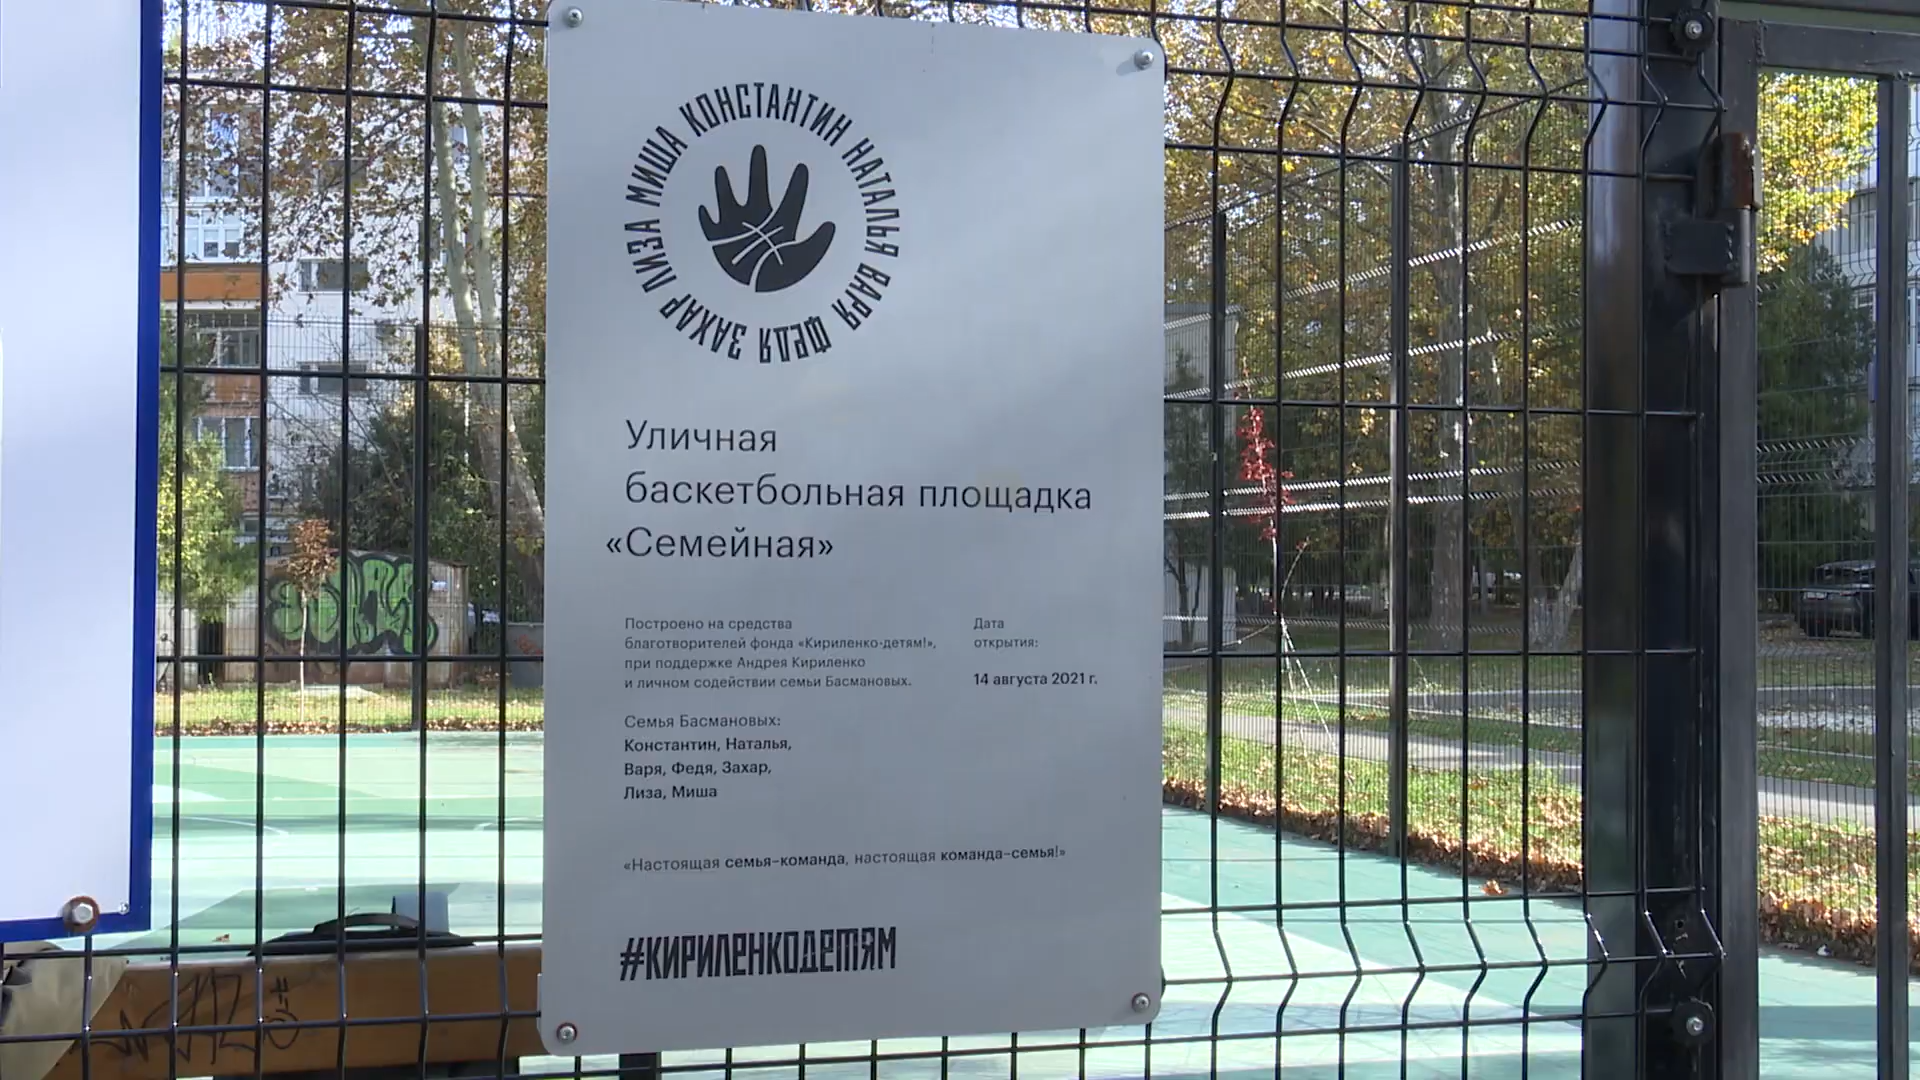 КОНСТАНТИН НАТАЛЬЯ ВАРЯ ФЕДЯ ЗАХАР ЛИЗА МИША
Уличная
баскетбольная площадка
«Семейная»
Построено на средства
благотворителей фонда «Кириленко-детям!»,
при поддержке Андрея Кириленко
и личном содействии семьи Басмановых.
Дата
открытия:
14 августа 2021 г.
Семья Басмановых:
Константин, Наталья,
Варя, Федя, Захар,
Лиза, Миша
«Настоящая семья–команда, настоящая команда–семья!»
#КИРИЛЕНКОДЕТЯМ